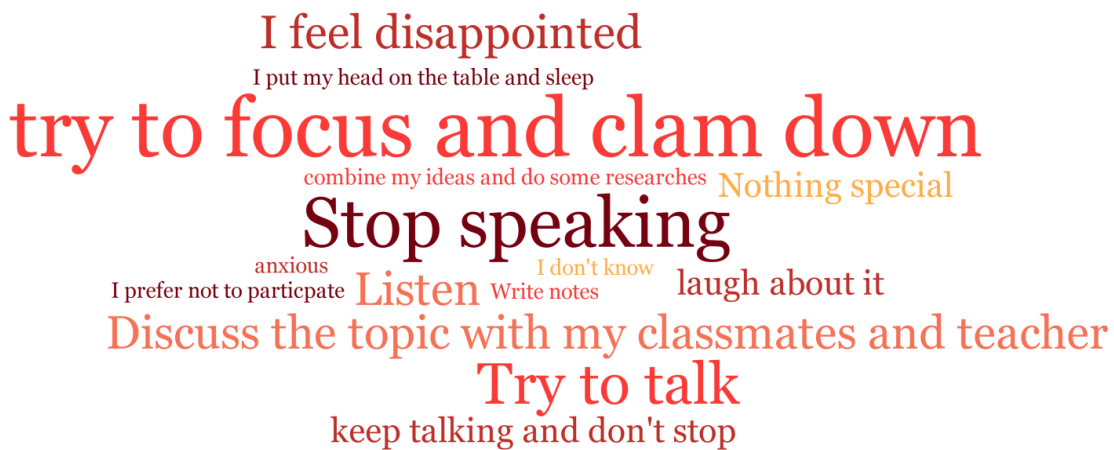 I feel disappointed
I put my head on the table and sleep
try to focus and clam down
combine my ideas and do some researches
Nothing special
Stop speaking
anxious
I don't know
laugh about it
I prefer not to particpate
Listen
Write notes
Discuss the topic with my classmates and teacher
Try to talk
keep talking and don't stop